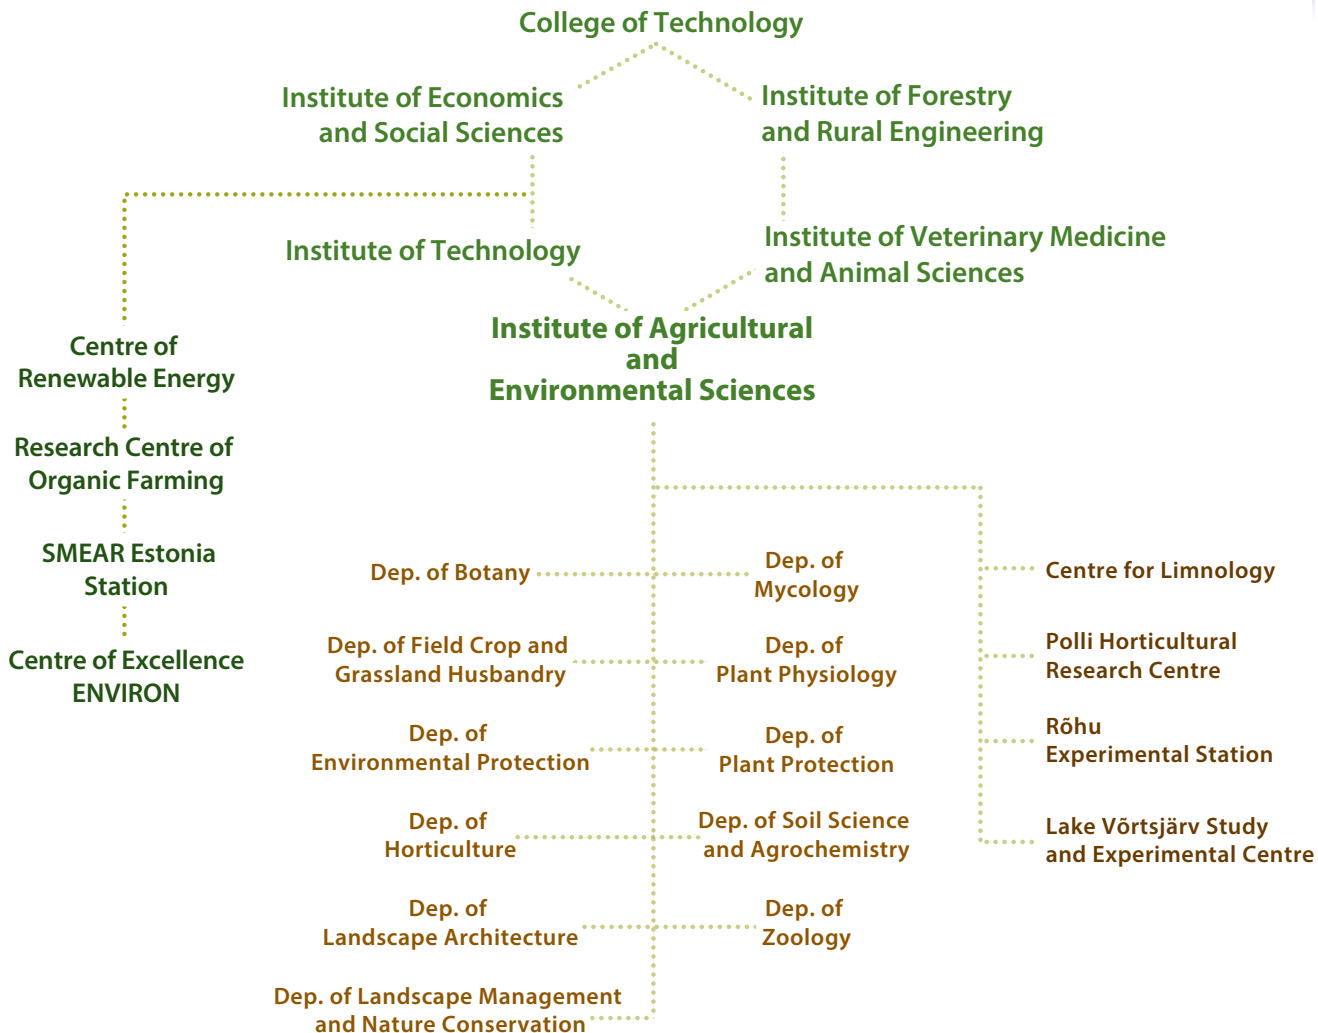 College of Technology
Institute of Economics
and Social Sciences
Institute of Forestry
and Rural Engineering
Institute of Technology
Institute of Veterinary Medicine
and Animal Sciences
Institute of Agricultural
and
Environmental Sciences
Centre of
Renewable Energy
Research Centre of
Organic Farming
SMEAR Estonia
Station
Centre of Excellence
ENVIRON
Dep. of Botany
Dep. of
Mycology
Dep. of Field Crop and
Grassland Husbandry
Dep. of
Plant Physiology
Dep. of
Environmental Protection
Dep. of
Plant Protection
Dep. of
Horticulture
Dep. of Soil Science
and Agrochemistry
Dep. of
Landscape Architecture
Dep. of
Zoology
Dep. of Landscape Management
and Nature Conservation
Centre for Limnology
Polli Horticultural
Research Centre
Rõhu
Experimental Station
Lake Võrtsjärv Study
and Experimental Centre